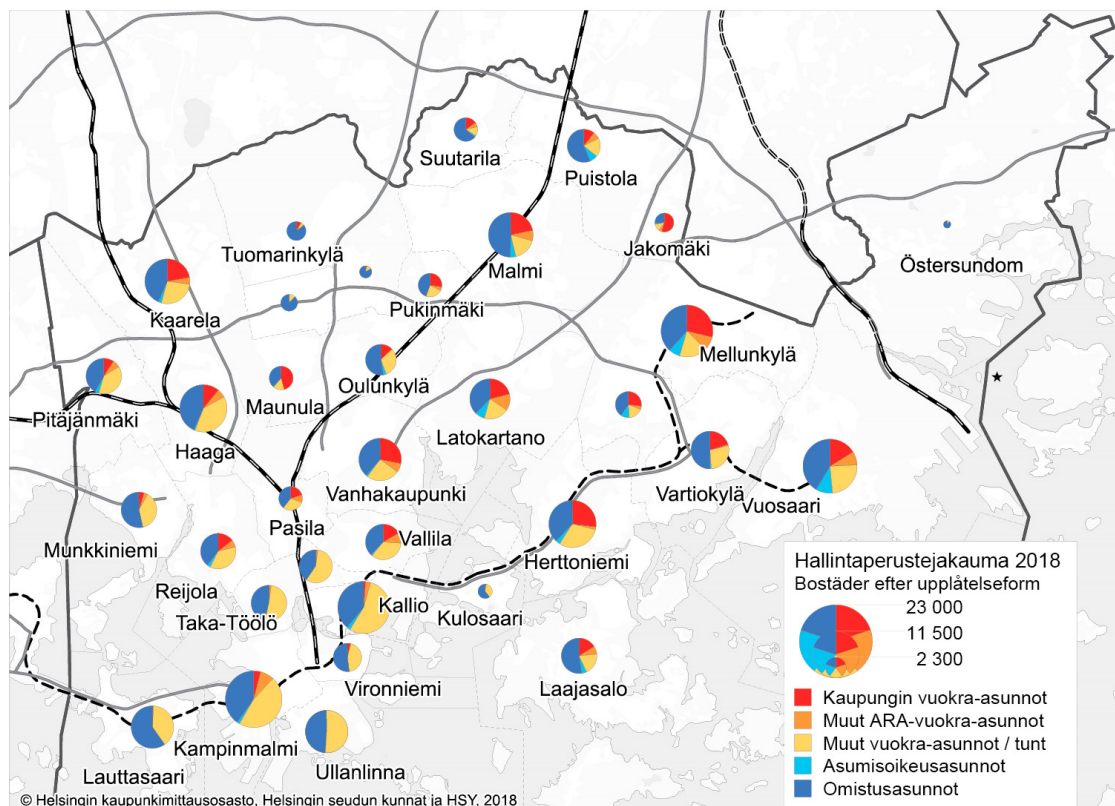 Suutarila
Puistola
Tuomarinkylä
Malmi
Jakomäki
Östersundom
Kaarela
Pukinmäki
Mellunkylä
Pitäjänmäki
Maunula
Oulunkylä
Haaga
Latokartano
Vanhakaupunki
Vartiokylä
Vuosaari
Pasila
Munkkiniemi
Vallila
Herttoniemi
Reijola
Taka-Töölö
Kallio
Kulosaari
Vironniemi
Laajasalo
Kampinmalmi
Lauttasaari
Ullanlinna
Hallintaperustejakauma 2018
Bostäder efter upplåtelseform
23 000
11 500
2 300
Kaupungin vuokra-asunnot
Muut ARA-vuokra-asunnot
Muut vuokra-asunnot / tunt
Asumisoikeusasunnot
Omistusasunnot
© Helsingin kaupunkimittausosasto, Helsingin seudun kunnat ja HSY, 2018